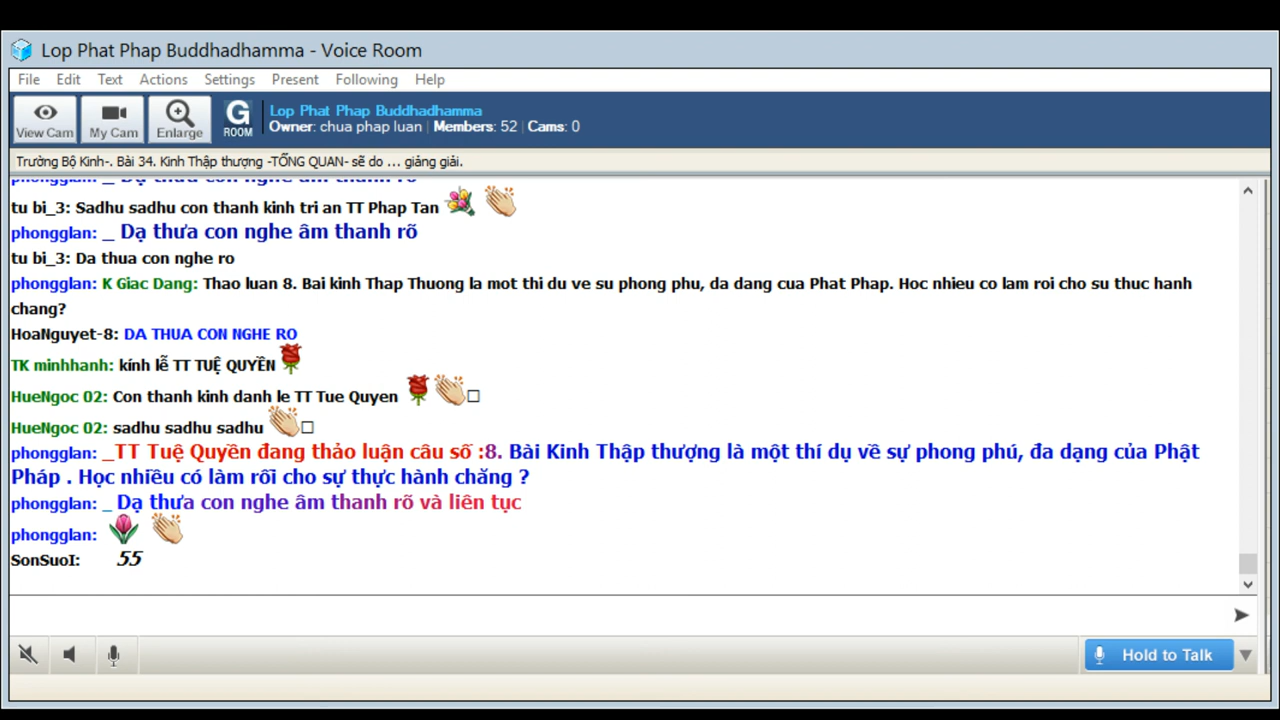 Lop Phat Phap Buddhadhamma - Voice Room
File Edit Text Actions Settings Present Following Help
View Cam My Cam Enlarge G ROOM
Lop Phat Phap Buddhadhamma
Owner: chua phap luan | Members: 52 | Cams: 0
Trường Bộ Kinh-. Bài 34. Kinh Thập thượng -TỔNG QUAN- sẽ do ... giảng giải.
phongglan: _ Dạ thưa con nghe âm thanh rõ
tu bi_3: Sadhu sadhu con thanh kinh tri an TT Phap Tan
phongglan: _ Dạ thưa con nghe âm thanh rõ
tu bi_3: Da thua con nghe ro
phongglan: K Giac Dang: Thao luan 8. Bai kinh Thap Thuong la mot thi du ve su phong phu, da dang cua Phat Phap. Hoc nhieu co lam roi cho su thuc hanh
chang?
HoaNguyet-8: DA THUA CON NGHE RO
TK minhhanh: kính lễ TT TUỆ QUYỀN
HueNgoc 02: Con thanh kinh danh le TT Tue Quyen
HueNgoc 02: sadhu sadhu sadhu
phongglan: _TT Tuệ Quyền đang thảo luận câu số :8. Bài Kinh Thập thượng là một thí dụ về sự phong phú, đa dạng của Phật
Pháp . Học nhiều có làm rối cho sự thực hành chăng ?
phongglan: _ Dạ thưa con nghe âm thanh rõ và liên tục
phongglan:
SonSuoI: 55
Hold to Talk